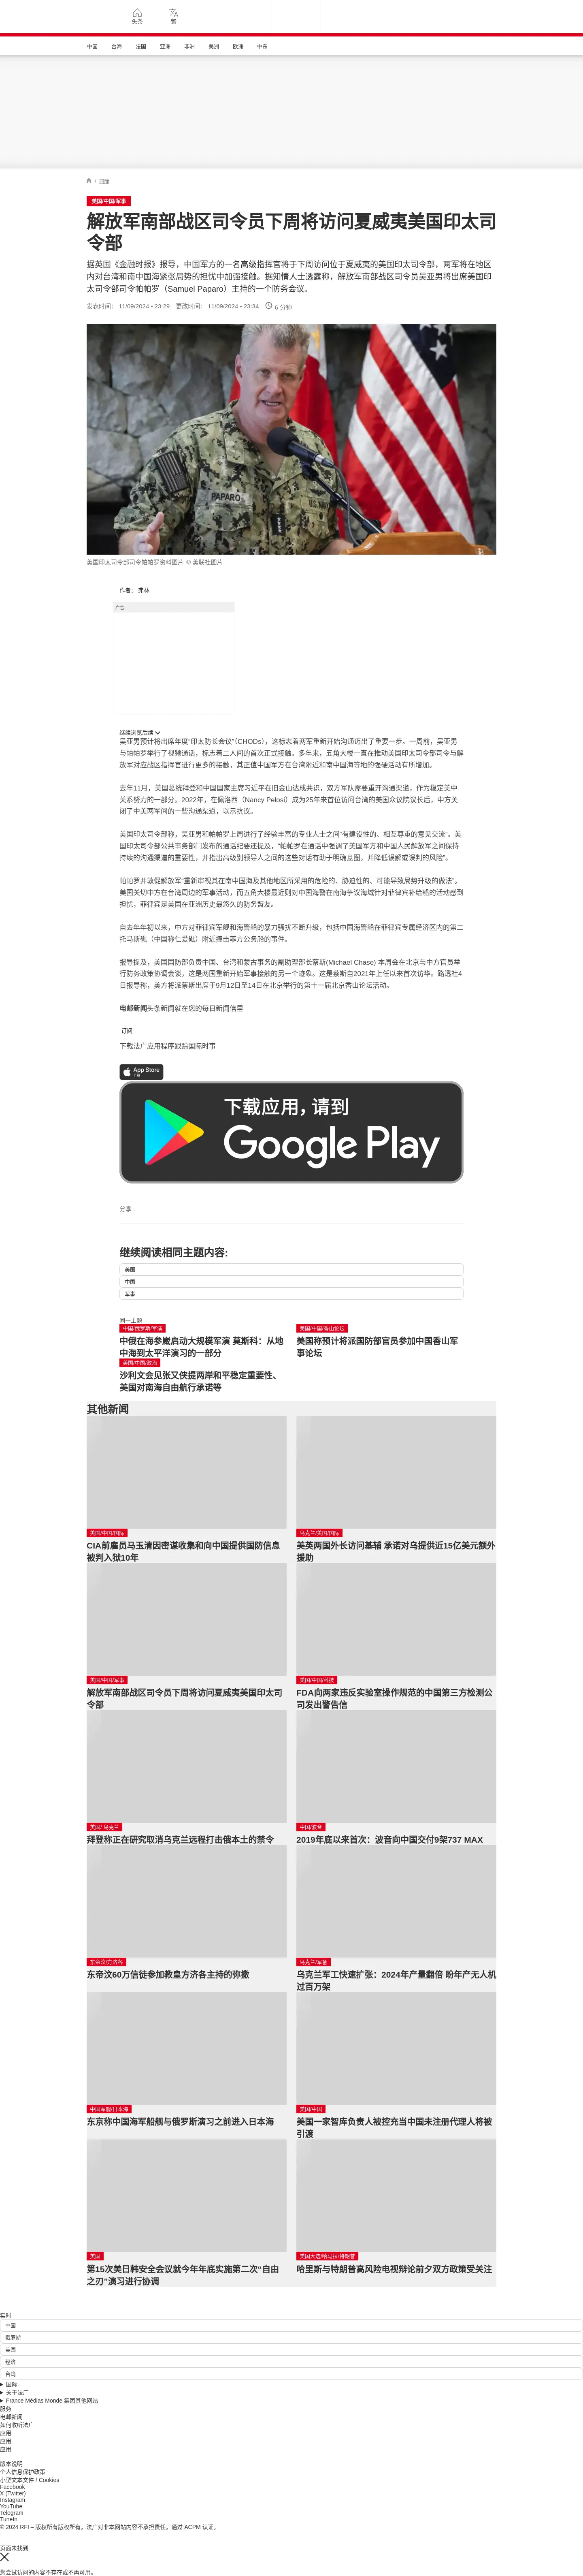 头条
繁
中国 台海 法国 亚洲 非洲 美洲 欧洲 中东
/ 国际
美国/中国/军事
解放军南部战区司令员下周将访问夏威夷美国印太司
令部
据英国《金融时报》报导，中国军方的一名高级指挥官将于下周访问位于夏威夷的美国印太司令部，两军将在地区
内对台湾和南中国海紧张局势的担忧中加强接触。据知情人士透露称，解放军南部战区司令员吴亚男将出席美国印
太司令部司令帕帕罗（Samuel Paparo）主持的一个防务会议。
发表时间： 11/09/2024 - 23:29 更改时间： 11/09/2024 - 23:34 6 分钟
PAPARO
美国印太司令部司令帕帕罗资料图片 © 美联社图片
作者： 弗林
广告
继续浏览后续
吴亚男预计将出席年度“印太防长会议”（CHODs），这标志着两军重新开始沟通迈出了重要一步。一周前，吴亚男
与帕帕罗举行了视频通话，标志着二人间的首次正式接触。多年来，五角大楼一直在推动美国印太司令部司令与解
放军对应战区指挥官进行更多的接触，其正值中国军方在台湾附近和南中国海等地的强硬活动有所增加。
去年11月，美国总统拜登和中国国家主席习近平在旧金山达成共识，双方军队需要重开沟通渠道，作为稳定美中
关系努力的一部分。2022年，在佩洛西（Nancy Pelosi）成为25年来首位访问台湾的美国众议院议长后，中方关
闭了中美两军间的一些沟通渠道，以示抗议。
美国印太司令部称，吴亚男和帕帕罗上周进行了经验丰富的专业人士之间“有建设性的、相互尊重的意见交流”。美
国印太司令部公共事务部门发布的通话纪要还提及，“帕帕罗在通话中强调了美国军方和中国人民解放军之间保持
持续的沟通渠道的重要性，并指出高级别领导人之间的这些对话有助于明确意图，并降低误解或误判的风险”。
帕帕罗并敦促解放军“重新审视其在南中国海及其他地区所采用的危险的、胁迫性的、可能导致局势升级的做法”。
美国关切中方在台湾周边的军事活动，而五角大楼最近则对中国海警在南海争议海域针对菲律宾补给船的活动感到
担忧，菲律宾是美国在亚洲历史最悠久的防务盟友。
自去年年初以来，中方对菲律宾军舰和海警船的暴力骚扰不断升级，包括中国海警船在菲律宾专属经济区内的第二
托马斯礁（中国称仁爱礁）附近撞击菲方公务船的事件。
报导提及，美国国防部负责中国、台湾和蒙古事务的副助理部长蔡斯(Michael Chase) 本周会在北京与中方官员举
行防务政策协调会谈，这是两国重新开始军事接触的另一个迹象。这是蔡斯自2021年上任以来首次访华。路透社4
日报导称，美方将派蔡斯出席于9月12日至14日在北京举行的第十一届北京香山论坛活动。
电邮新闻头条新闻就在您的每日新闻信里
订阅
下载法广应用程序跟踪国际时事
App Store
下载
下载应用，请到
Google Play
分享 :
继续阅读相同主题内容:
美国
中国
军事
同一主题
中国/俄罗斯/军演
中俄在海参崴启动大规模军演 莫斯科：从地
中海到太平洋演习的一部分
美国/中国/香山论坛
美国称预计将派国防部官员参加中国香山军
事论坛
美国/中国/政治
沙利文会见张又侠提两岸和平稳定重要性、
美国对南海自由航行承诺等
其他新闻
美国/中国/国际
CIA前雇员马玉清因密谋收集和向中国提供国防信息
被判入狱10年
乌克兰/美国/国际
美英两国外长访问基辅 承诺对乌提供近15亿美元额外
援助
美国/中国/军事
解放军南部战区司令员下周将访问夏威夷美国印太司
令部
美国/中国/科技
FDA向两家违反实验室操作规范的中国第三方检测公
司发出警告信
美国/ 乌克兰
拜登称正在研究取消乌克兰远程打击俄本土的禁令
中国/波音
2019年底以来首次：波音向中国交付9架737 MAX
东帝汶/方济各
东帝汶60万信徒参加教皇方济各主持的弥撒
乌克兰/军备
乌克兰军工快速扩张：2024年产量翻倍 盼年产无人机
过百万架
中国军舰/日本海
东京称中国海军船舰与俄罗斯演习之前进入日本海
美国/中国
美国一家智库负责人被控充当中国未注册代理人将被
引渡
美国
第15次美日韩安全会议就今年年底实施第二次“自由
之刃”演习进行协调
美国大选/哈马拉/特朗普
哈里斯与特朗普高风险电视辩论前夕双方政策受关注
实时
中国
俄罗斯
美国
经济
台湾
国际
关于法广
France Médias Monde 集团其他网站
服务
电邮新闻
如何收听法广
应用
应用
应用
版本说明
个人信息保护政策
小型文本文件 / Cookies
Facebook
X (Twitter)
Instagram
YouTube
Telegram
TuneIn
© 2024 RFI – 版权所有版权所有。法广对非本网站内容不承担责任。通过 ACPM 认证。
页面未找到
您尝试访问的内容不存在或不再可用。